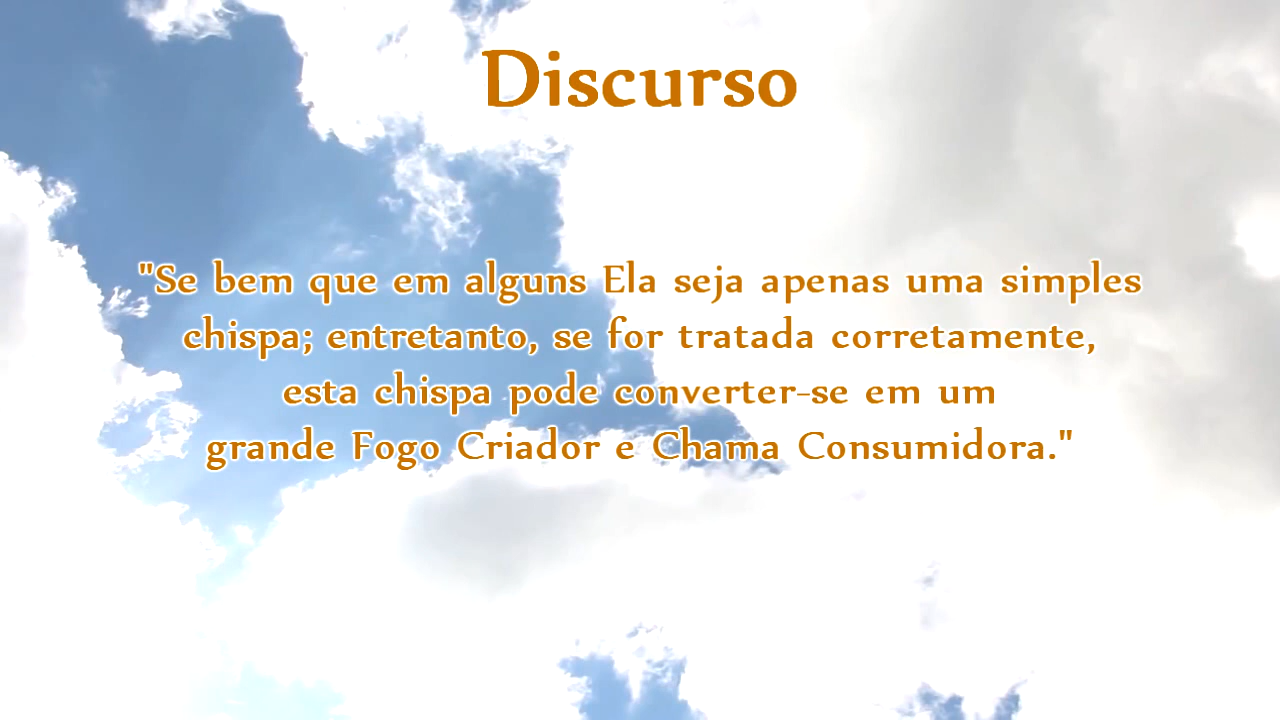 Discurso
"Se bem que em alguns Ela seja apenas uma simples
chispa; entretanto, se for tratada corretamente,
esta chispa pode converter-se em um
grande Fogo Criador e Chama Consumidora."